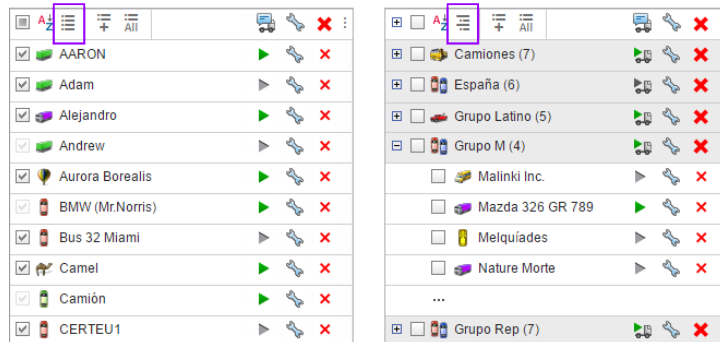 AZ All
AARON
Adam
Alejandro
Andrew
Aurora Borealis
BMW (Mr.Norris)
Bus 32 Miami
Camel
Camión
CERTEU1
AZ All
Camiones (7)
España (6)
Grupo Latino (5)
Grupo M (4)
Malinki Inc.
Mazda 326 GR 789
Melquíades
Nature Morte
...
Grupo Rep (7)